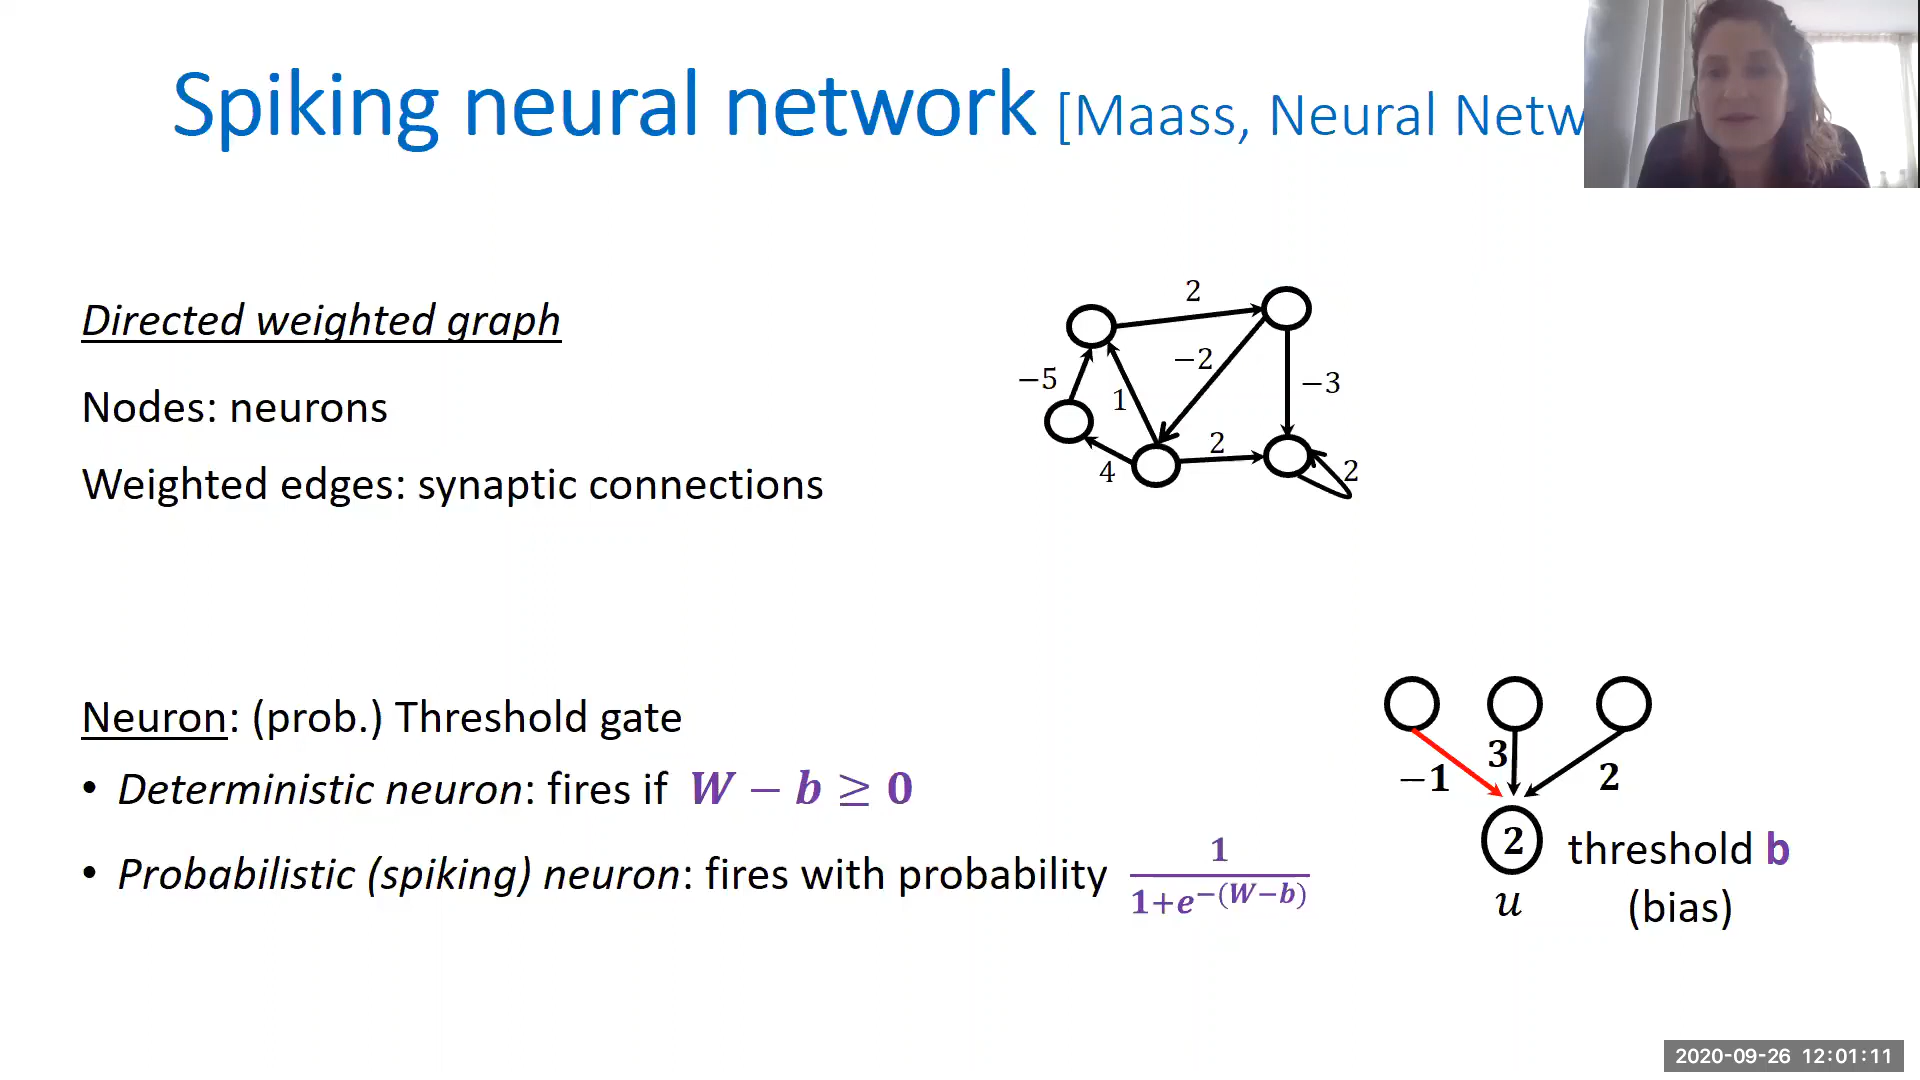 Spiking neural network [Maass, Neural Netw
Directed weighted graph
Nodes: neurons
Weighted edges: synaptic connections
2
−5
1
−2
−3
4
2
2
Neuron: (prob.) Threshold gate
• Deterministic neuron: fires if W − b ≥ 0
• Probabilistic (spiking) neuron: fires with probability 1/1+e^−(W−b)
−1
3
2
2
threshold b
(bias)
u
2020-09-26 12:01:11